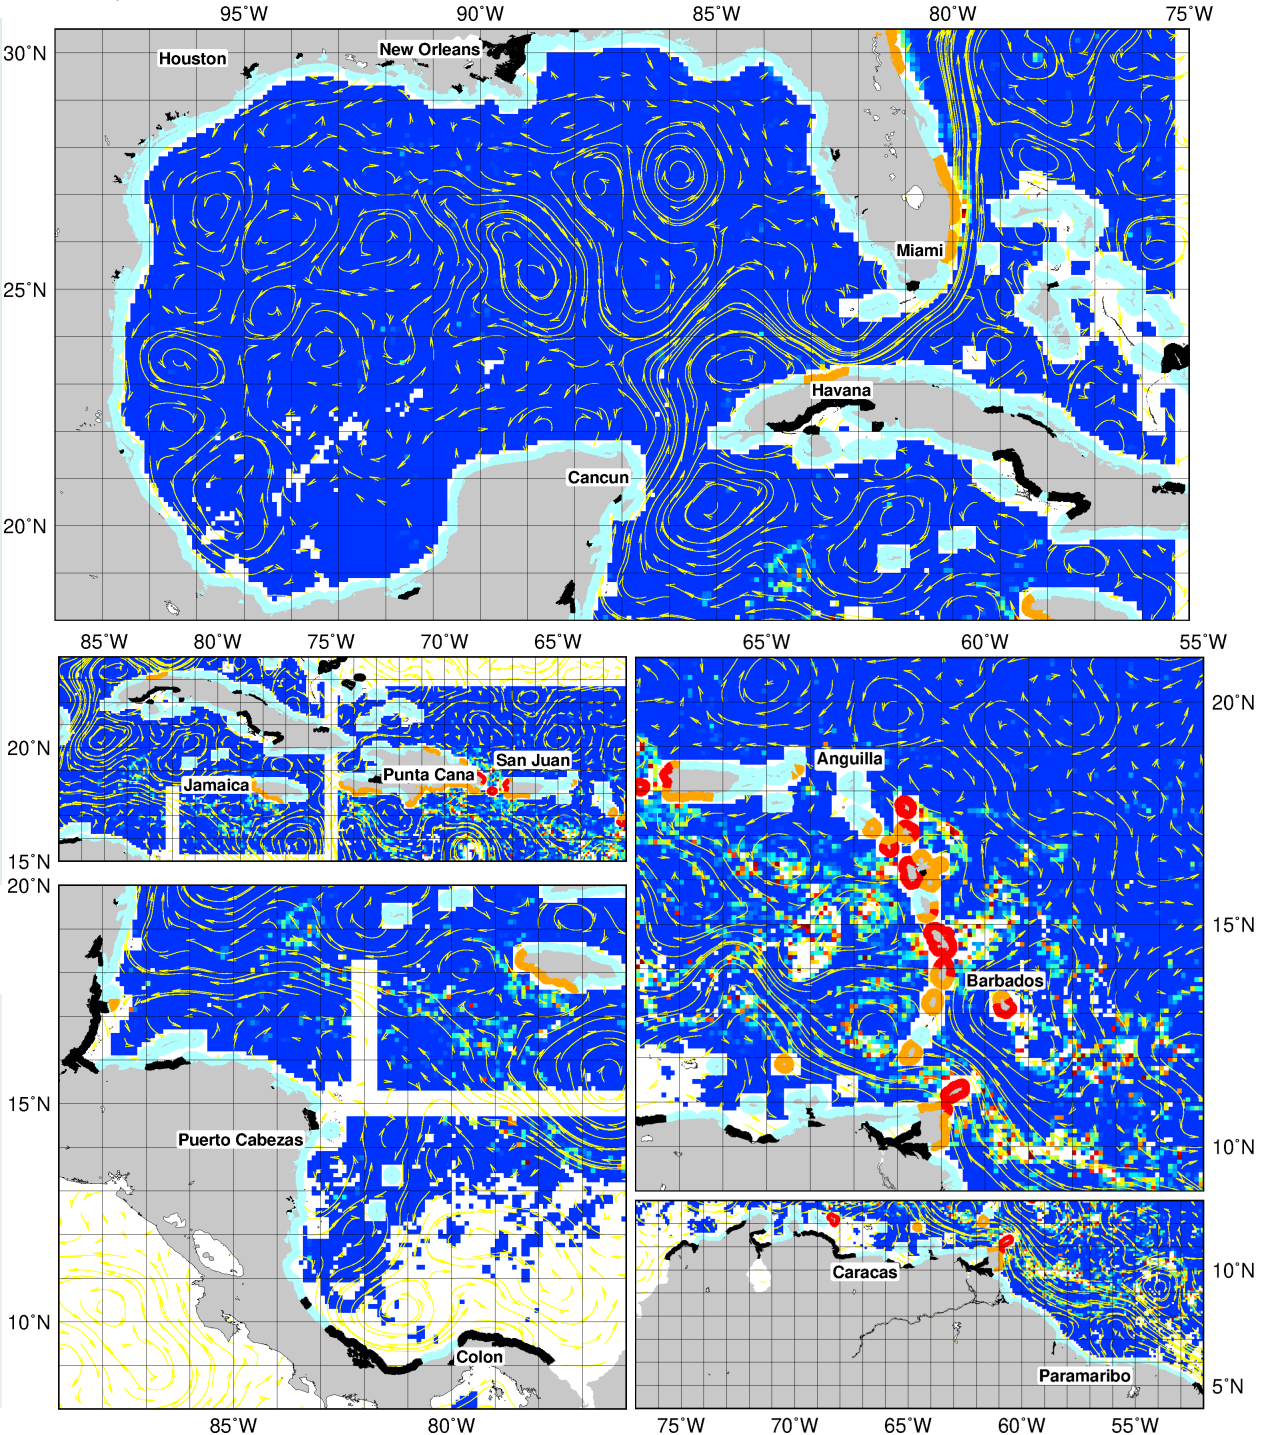 95°W 90°W 85°W 80°W 75°W
30°N
Houston
New Orleans
Miami
25°N
Havana
Cancun
20°N
85°W 80°W 75°W 70°W 65°W
65°W 60°W 55°W
20°N
San Juan
Punta Cana
Jamaica
15°N
20°N
Anguilla
15°N
Barbados
10°N
20°N
15°N
Puerto Cabezas
10°N
Colon
85°W 80°W
Caracas
10°N
Paramaribo
5°N
75°W 70°W 65°W 60°W 55°W